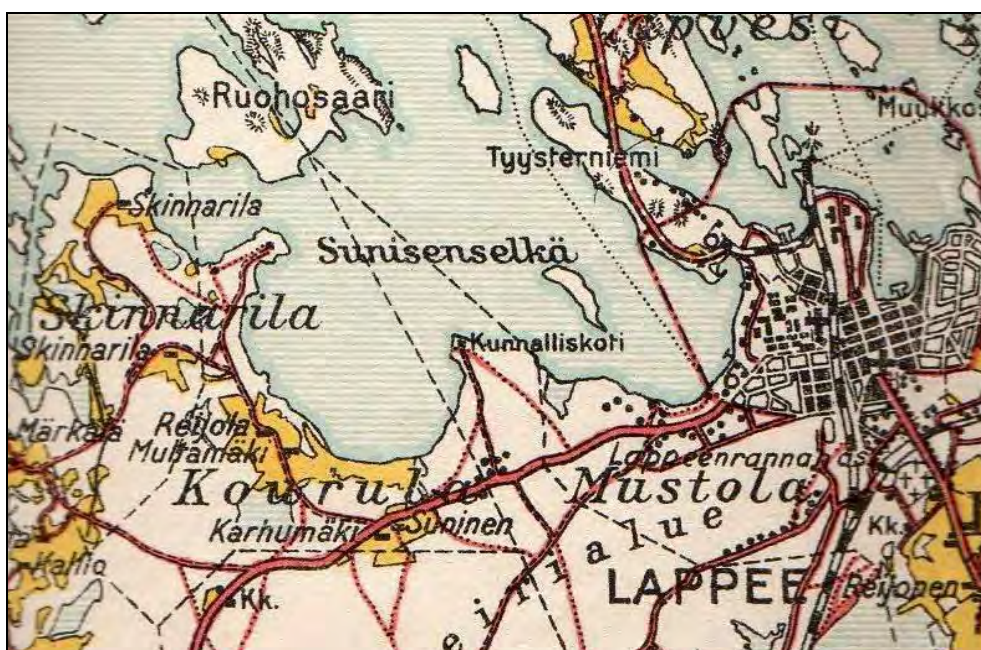 Ruohosaari
Muukko
Tyysterniemi
Skinnarila
Sunisenselkä
Skinnarila
Kunnalliskoti
Skinnarila
Reijola
Märkälä
Multamäki
Lappeenranna
Kourula
Mustola
Suninen
Karhumäki
alue
Kk.
Kallio
LAPPEE
Reijonen
Kk.